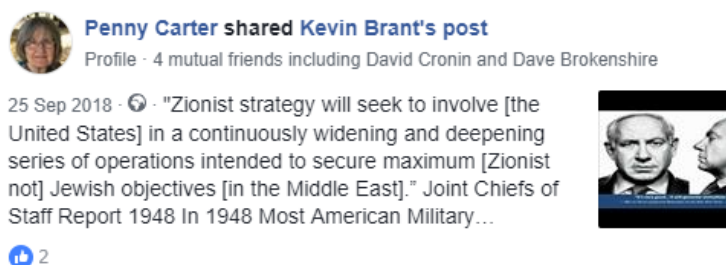 Penny Carter shared Kevin Brant's post
Profile · 4 mutual friends including David Cronin and Dave Brokenshire
25 Sep 2018 · "Zionist strategy will seek to involve [the
United States] in a continuously widening and deepening
series of operations intended to secure maximum [Zionist
not] Jewish objectives [in the Middle East].” Joint Chiefs of
Staff Report 1948 In 1948 Most American Military...
2